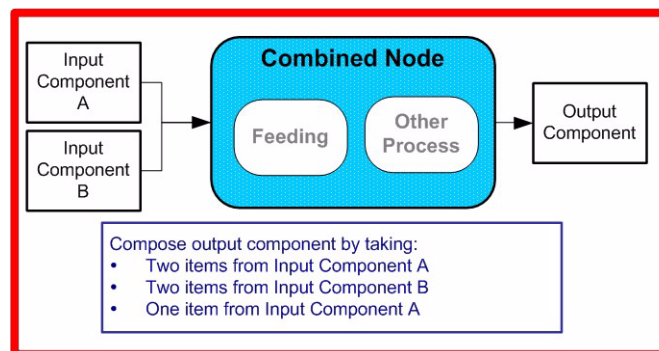 Input
Component
A
Input
Component
B
Combined Node
Feeding
Other
Process
Output
Component
Compose output component by taking:
• Two items from Input Component A
• Two items from Input Component B
• One item from Input Component A